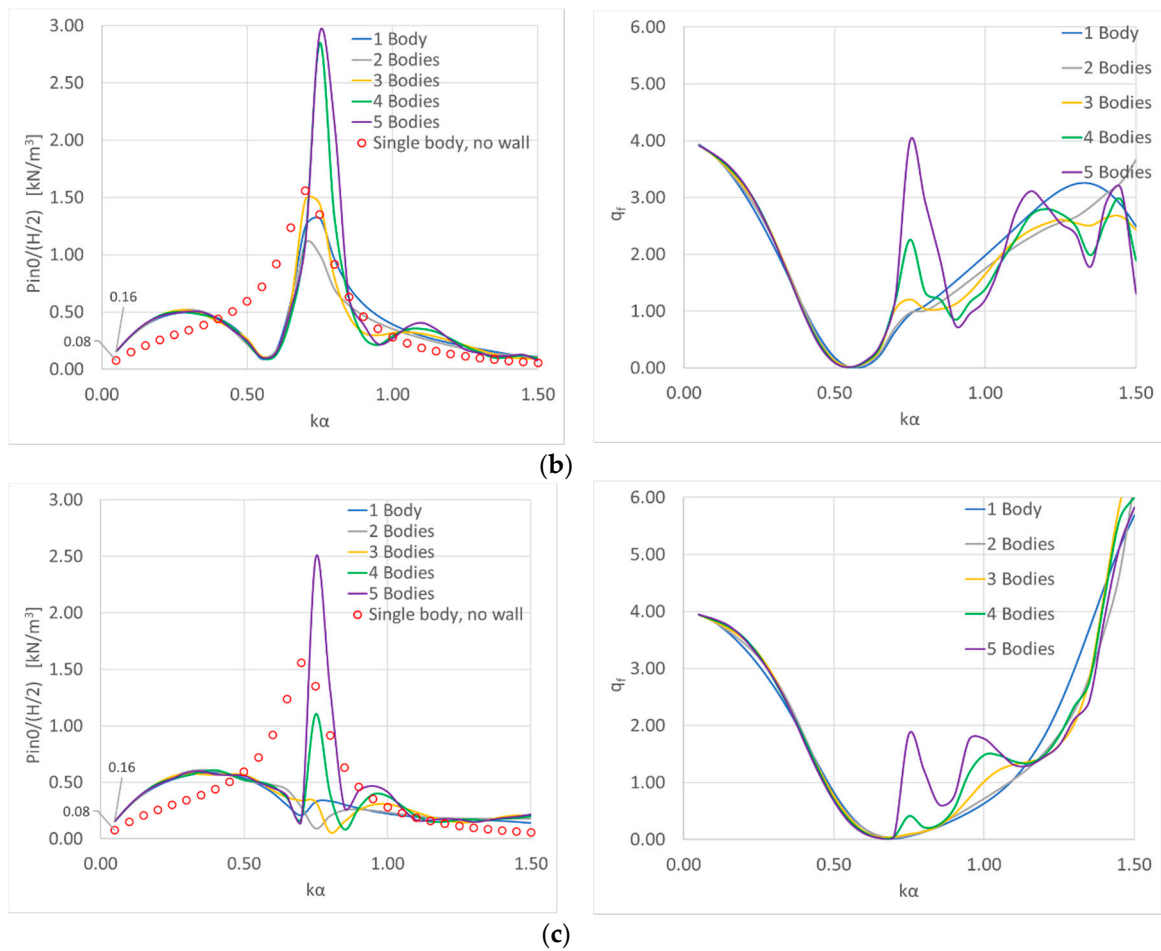 3.00
2.50
2.00
1.50
1.00
0.50
0.00
Pin0/(H/2) [kN/m³]
0.16
0.08
1 Body
2 Bodies
3 Bodies
4 Bodies
5 Bodies
Single body, no wall
0.00 0.50 1.00 1.50
kα
6.00
5.00
4.00
3.00
2.00
1.00
0.00
qf
1 Body
2 Bodies
3 Bodies
4 Bodies
5 Bodies
0.00 0.50 1.00 1.50
kα
(b)
3.00
2.50
2.00
1.50
1.00
0.50
0.00
Pin0/(H/2) [kN/m³]
0.16
0.08
1 Body
2 Bodies
3 Bodies
4 Bodies
5 Bodies
Single body, no wall
0.00 0.50 1.00 1.50
kα
6.00
5.00
4.00
3.00
2.00
1.00
0.00
qf
1 Body
2 Bodies
3 Bodies
4 Bodies
5 Bodies
0.00 0.50 1.00 1.50
kα
(c)